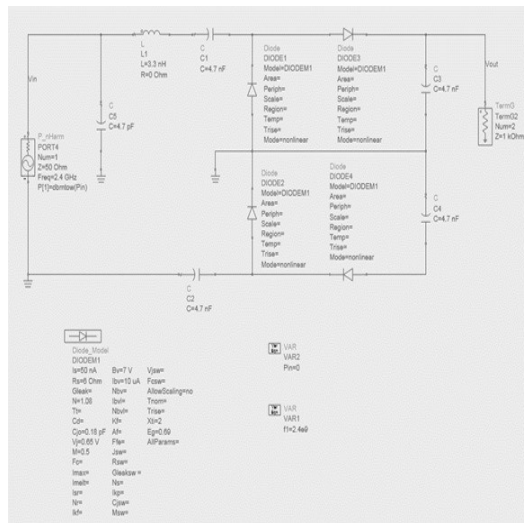 Vin
P_nHarm
PORT4
Num=1
Z=50 Ohm
Freq=2.4 GHz
P[1]=dbmtow(Pin)
C
C5
C=4.7 pF
L
L1
L=3.3 nH
R=0 Ohm
C
C1
C=4.7 nF
Diode
DIODE1
Model=DIODEM1
Area=
Periph=
Scale=
Region=
Temp=
Trise=
Mode=nonlinear
Diode
DIODE3
Model=DIODEM1
Area=
Periph=
Scale=
Region=
Temp=
Trise=
Mode=nonlinear
C
C3
C=4.7 nF
Vout
TermG
TermG2
Num=2
Z=1 kOhm
Diode
DIODE2
Model=DIODEM1
Area=
Periph=
Scale=
Region=
Temp=
Trise=
Mode=nonlinear
Diode
DIODE4
Model=DIODEM1
Area=
Periph=
Scale=
Region=
Temp=
Trise=
Mode=nonlinear
C
C4
C=4.7 nF
C
C2
C=4.7 nF
Diode_Model
DIODEM1
Is=50 nA
Rs=6 Ohm
Gleak=
N=1.08
Tt=
Cd=
Cjo=0.16 pF
Vj=0.65 V
M=0.5
Fc=
Imax=
Imelt=
Isr=
Nr=
Ikf=
Bv=7 V
Ibv=10 uA
Nbv=
Ibvl=
Nbvl=
Kf=
Af=
Ffe=
Jsw=
Rsw=
Gleaksw=
Ns=
Ikp=
Cjsw=
Msw=
Vjsw=
Fcsw=
AllowScaling=no
Tnom=
Trise=
Xti=2
Eg=0.69
AllParams=
VAR
VAR2
Pin=0
VAR
VAR1
f1=2.4e9